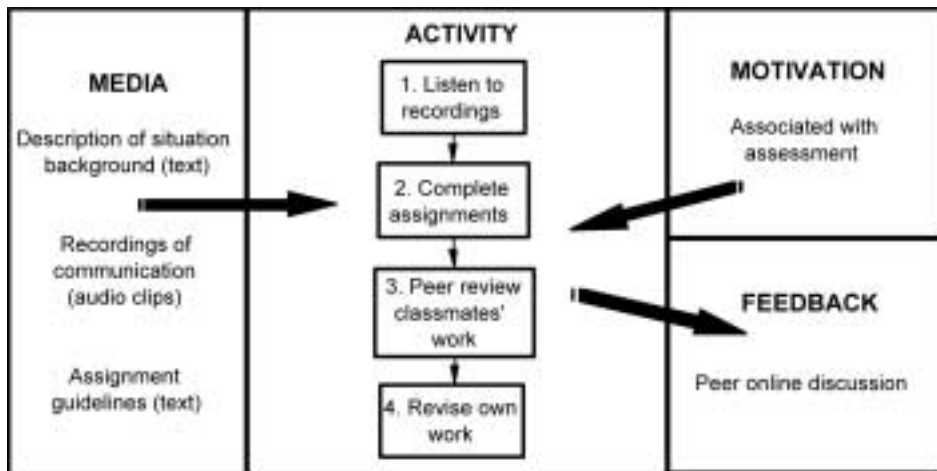 MEDIA
Description of situation
background (text)
Recordings of
communication
(audio clips)
Assignment
guidelines (text)
ACTIVITY
1. Listen to
recordings
2. Complete
assignments
3. Peer review
classmates'
work
4. Revise own
work
MOTIVATION
Associated with
assessment
FEEDBACK
Peer online discussion